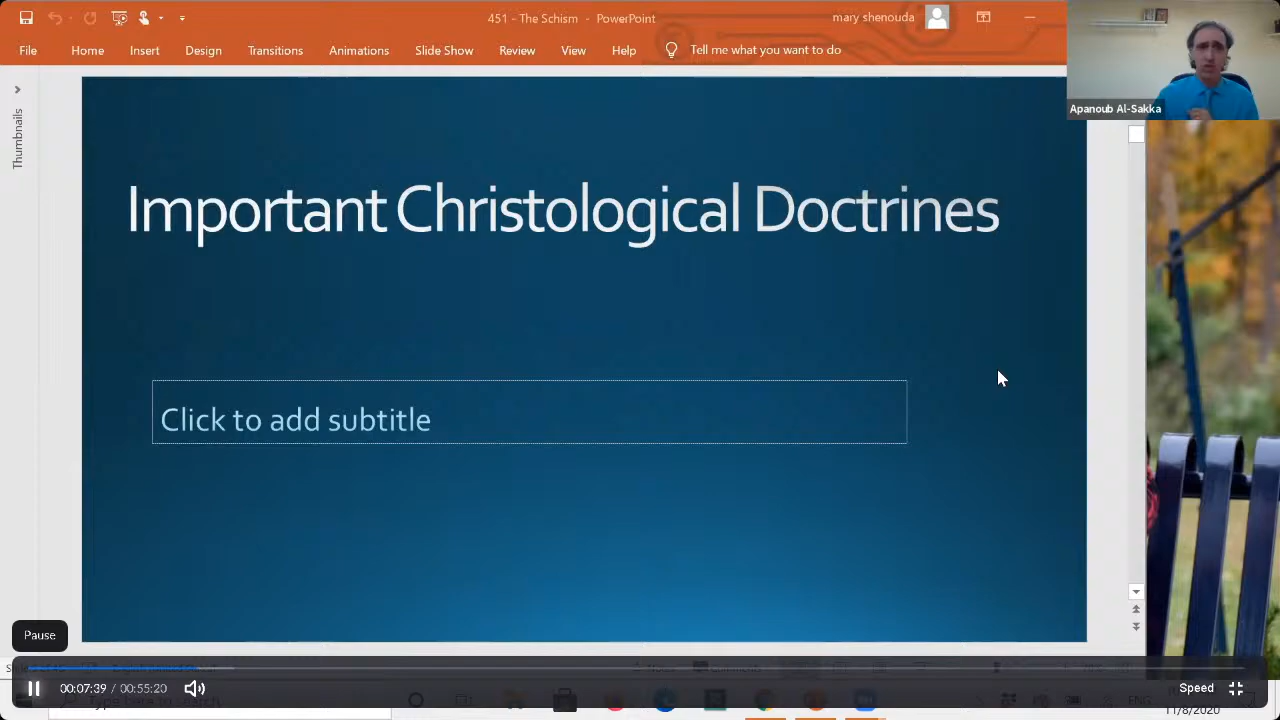 451 - The Schism - PowerPoint
mary shenouda
File Home Insert Design Transitions Animations Slide Show Review View Help Tell me what you want to do
Apanoub Al-Sakka
Thumbnails
Important Christological Doctrines
Click to add subtitle
Pause
00:07:39 / 00:55:20
Speed
ENG
11/8/2020